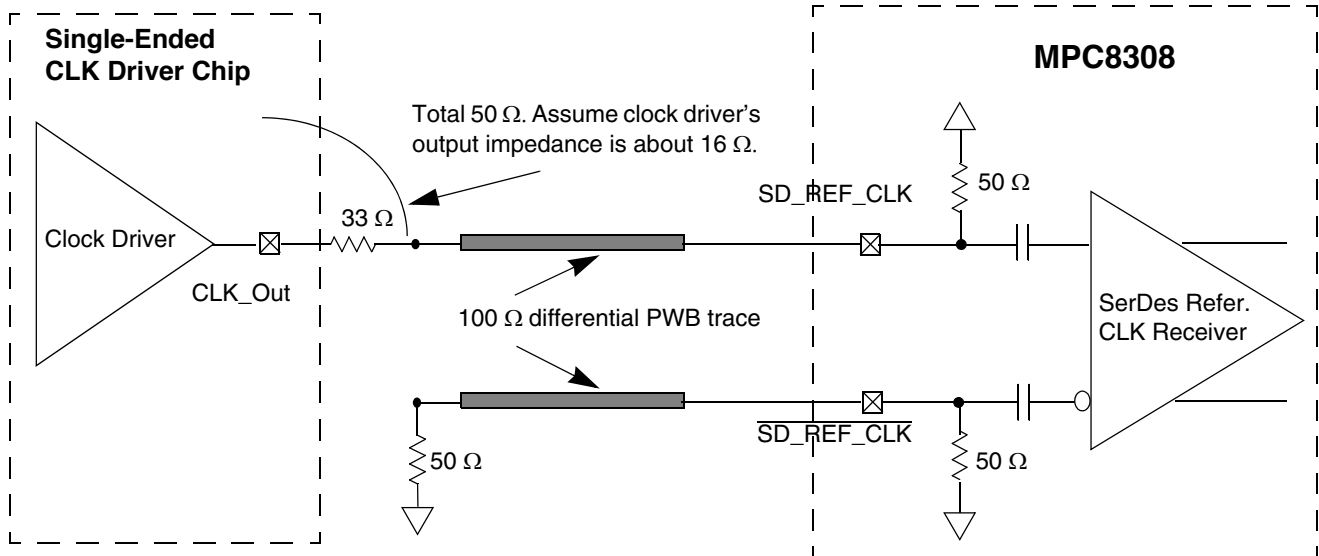 Single-Ended
CLK Driver Chip
MPC8308
Total 50 Ω. Assume clock driver's
output impedance is about 16 Ω.
SD_REF_CLK
50 Ω
33 Ω
Clock Driver
CLK_Out
SerDes Refer.
CLK Receiver
100 Ω differential PWB trace
SD_REF_CLK
50 Ω
50 Ω